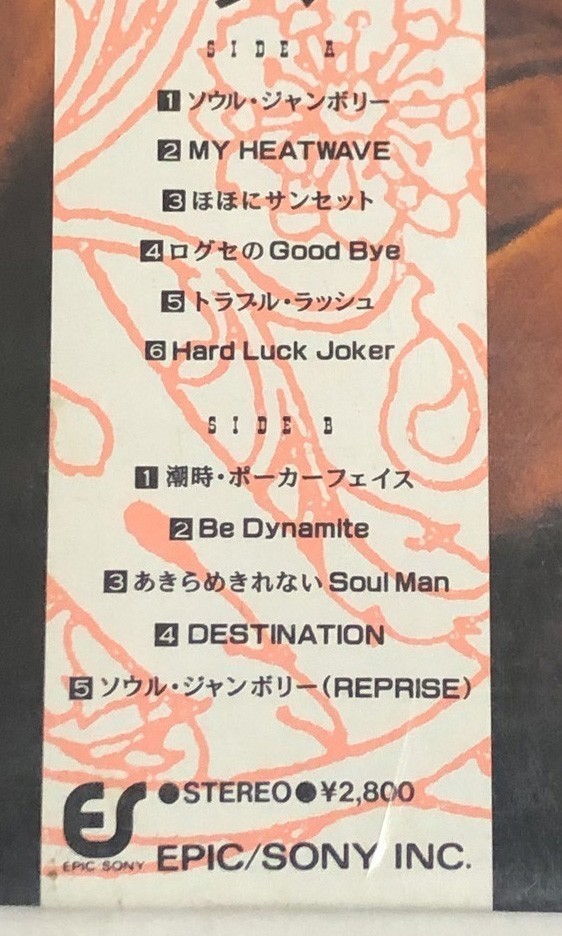 SIDE A
1 ソウル・ジャンボリー
2 MY HEATWAVE
3 ほほにサンセット
4 ログセのGood Bye
5 トラブル・ラッシュ
6 Hard Luck Joker
SIDE B
1 潮時・ポーカーフェイス
2 Be Dynamite
3 あきらめきれない Soul Man
4 DESTINATION
5 ソウル・ジャンボリー(REPRISE)
ES ●STEREO●¥2,800
EPIC SONY EPIC/SONY INC.